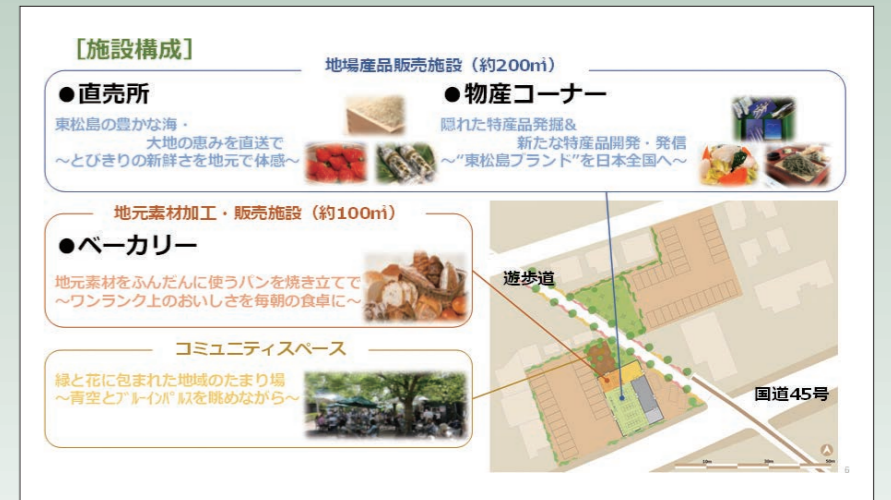 ［施設構成］
地場産品販売施設（約200㎡）
●直売所
東松島の豊かな海・
大地の恵みを直送で
～とびきりの新鮮さを地元で体感～
●物産コーナー
隠れた特産品発掘&
新たな特産品開発・発信
～“東松島ブランド”を日本全国へ～
地元素材加工・販売施設（約100㎡）
●ベーカリー
地元素材をふんだんに使うパンを焼き立てで
～ワンランク上のおいしさを毎朝の食卓に～
コミュニティスペース
緑と花に包まれた地域のたまり場
～青空とﾌﾞﾙｰｲﾝﾊﾟﾙｽを眺めながら～
遊歩道
国道45号
10m 30m 50m
6